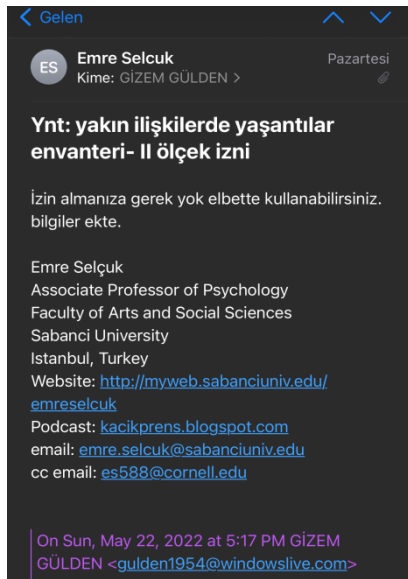 Gelen
ES
Emre Selcuk
Pazartesi
Kime: GİZEM GÜLDEN >
Ynt: yakın ilişkilerde yaşantılar
envanteri- II ölçek izni
İzin almanıza gerek yok elbette kullanabilirsiniz.
bilgiler ekte.
Emre Selçuk
Associate Professor of Psychology
Faculty of Arts and Social Sciences
Sabanci University
Istanbul, Turkey
Website: http://myweb.sabanciuniv.edu/
emreselcuk
Podcast: kacikprens.blogspot.com
email: emre.selcuk@sabanciuniv.edu
cc email: es588@cornell.edu
On Sun, May 22, 2022 at 5:17 PM GİZEM
GÜLDEN <gulden1954@windowslive.com>